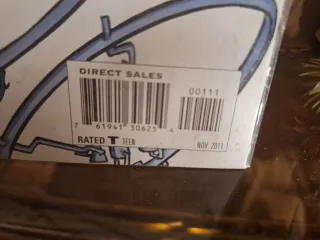 DIRECT SALES
00111
7 61941 30625 4
RATED T TEEN
NOV 2011